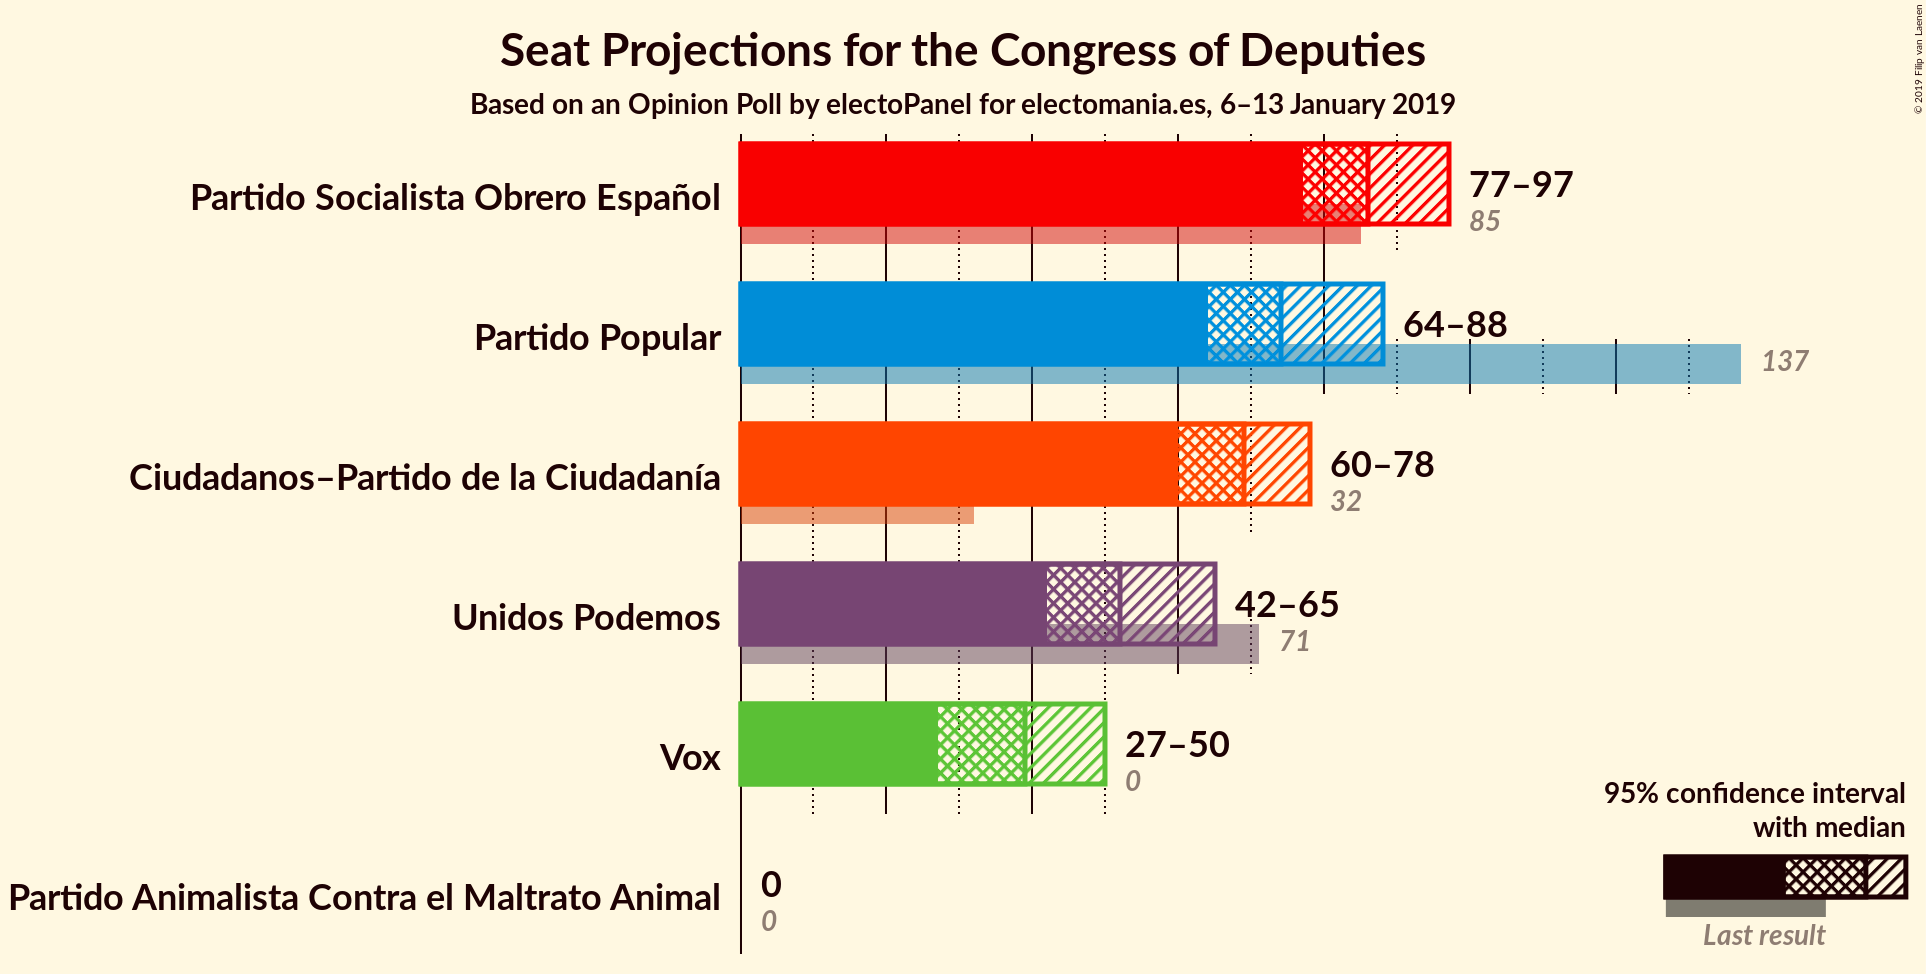 Seat Projections for the Congress of Deputies
Based on an Opinion Poll by electoPanel for electomania.es, 6–13 January 2019
© 2019 Filip van Laenen
Partido Socialista Obrero Español
77–97
85
Partido Popular
64–88
137
Ciudadanos–Partido de la Ciudadanía
60–78
32
Unidos Podemos
42–65
71
Vox
27–50
0
Partido Animalista Contra el Maltrato Animal
0
0
95% confidence interval
with median
Last result